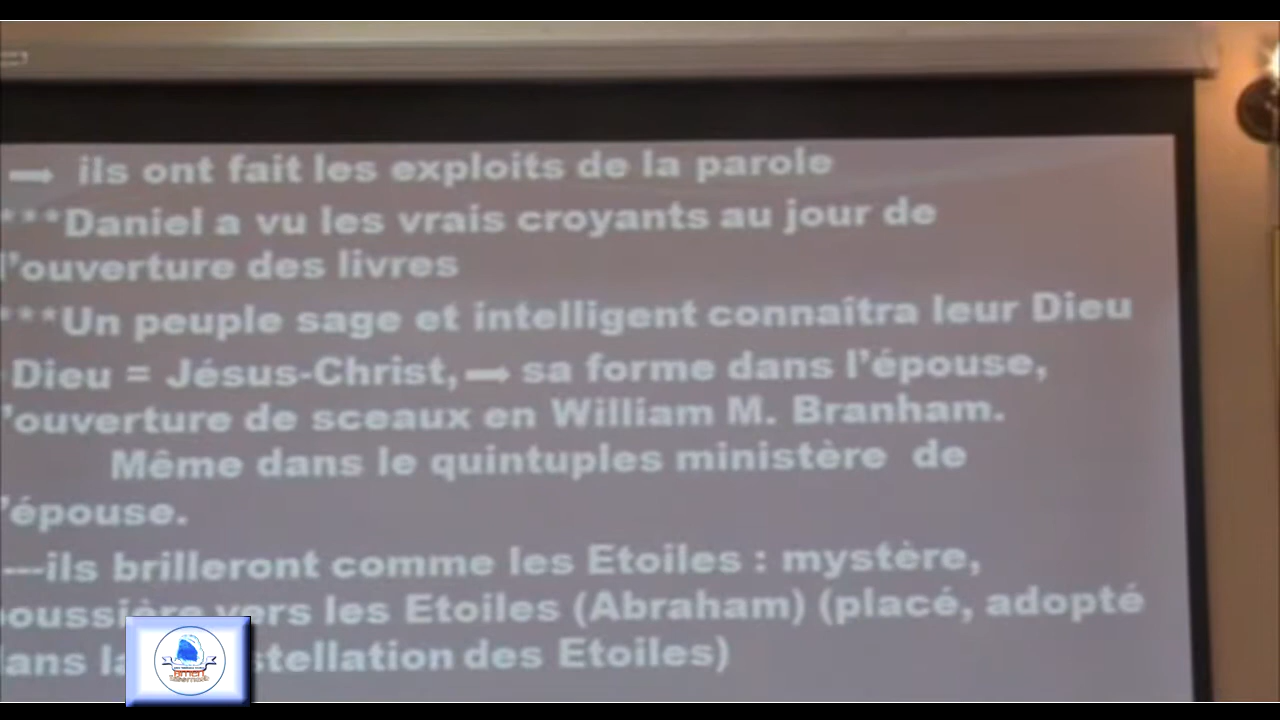 ils ont fait les exploits de la parole
***Daniel a vu les vrais croyants au jour de
l'ouverture des livres
***Un peuple sage et intelligent connaîtra leur Dieu
Dieu = Jésus-Christ, sa forme dans l'épouse,
'ouverture de sceaux en William M. Branham.
Même dans le quintuples ministère de
'épouse.
---ils brilleront comme les Etoiles : mystère,
vers les Etoiles (Abraham) (placé, adopté
des Etoiles)